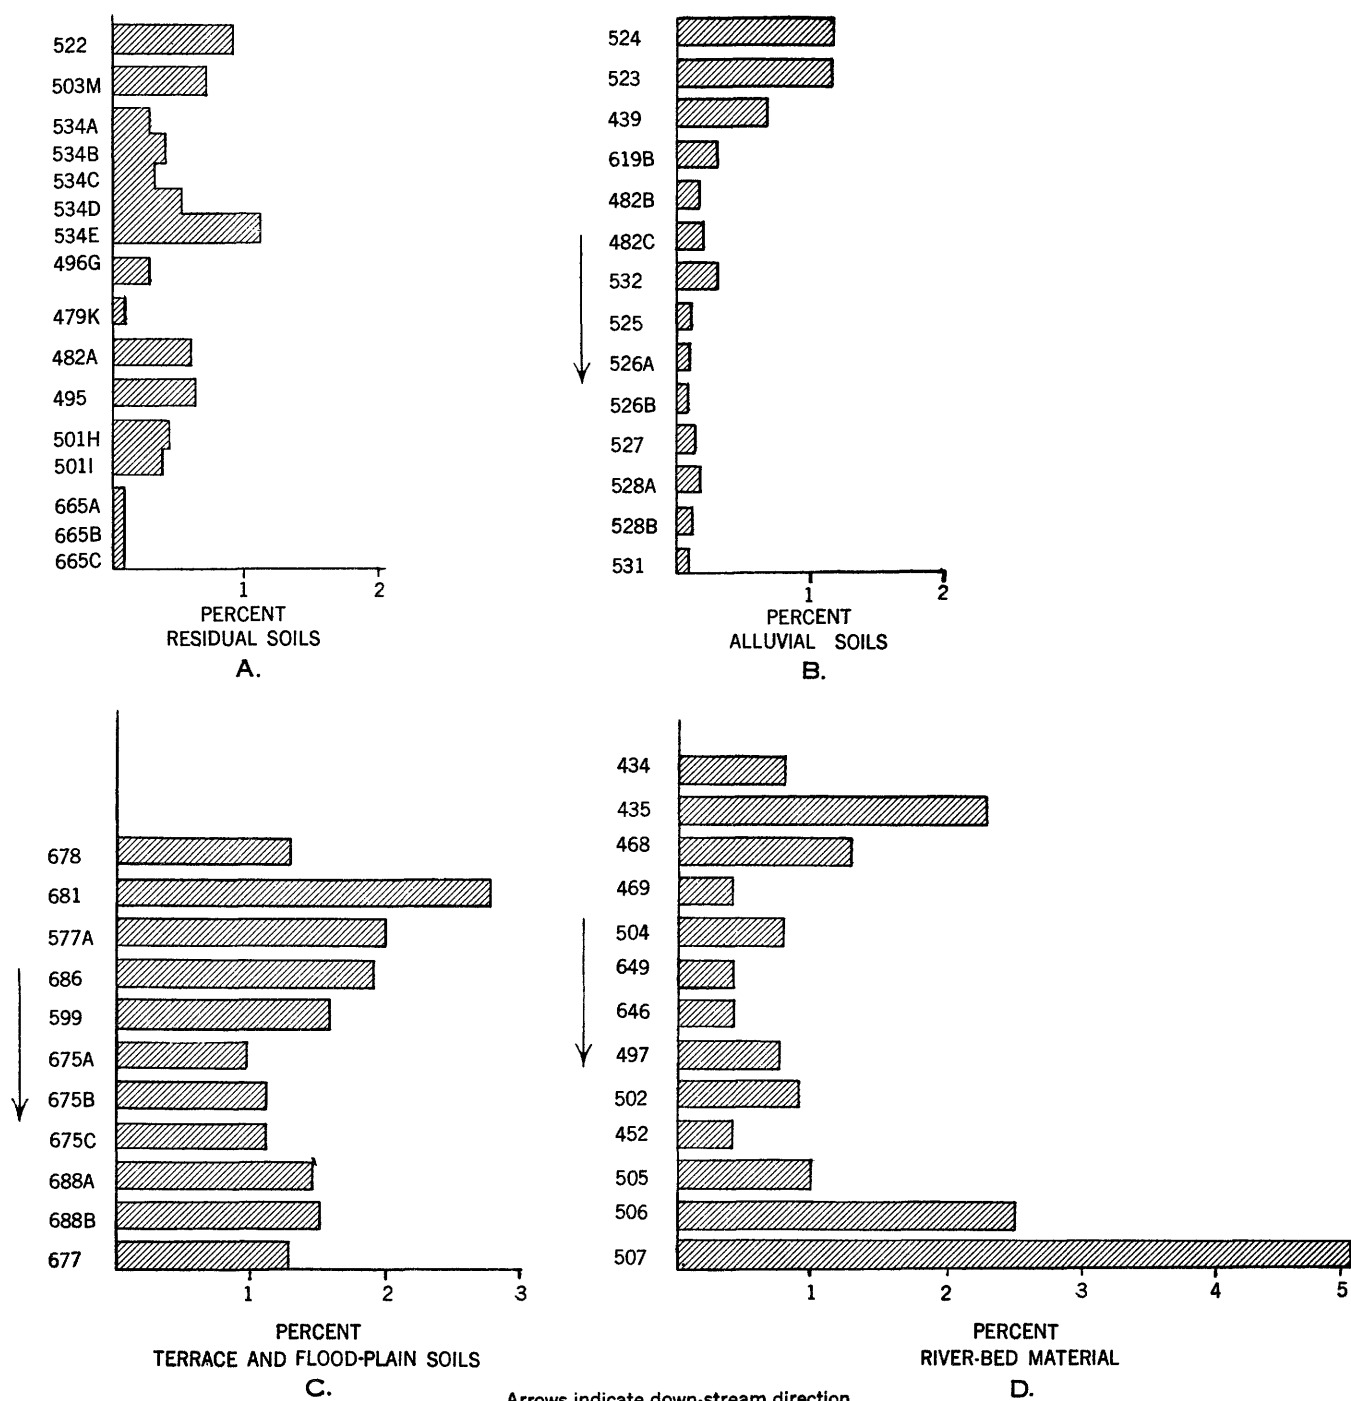 522
503M
534A
534B
534C
534D
534E
496G
479K
482A
495
501H
501I
665A
665B
665C
1 2
PERCENT
RESIDUAL SOILS
A.
524
523
439
619B
482B
482C
532
525
526A
526B
527
528A
528B
531
1 2
PERCENT
ALLUVIAL SOILS
B.
678
681
577A
686
599
675A
675B
675C
688A
688B
677
1 2 3
PERCENT
TERRACE AND FLOOD-PLAIN SOILS
C.
434
435
468
469
504
649
646
497
502
452
505
506
507
1 2 3 4 5
PERCENT
RIVER-BED MATERIAL
D.
Arrows indicate down-stream direction